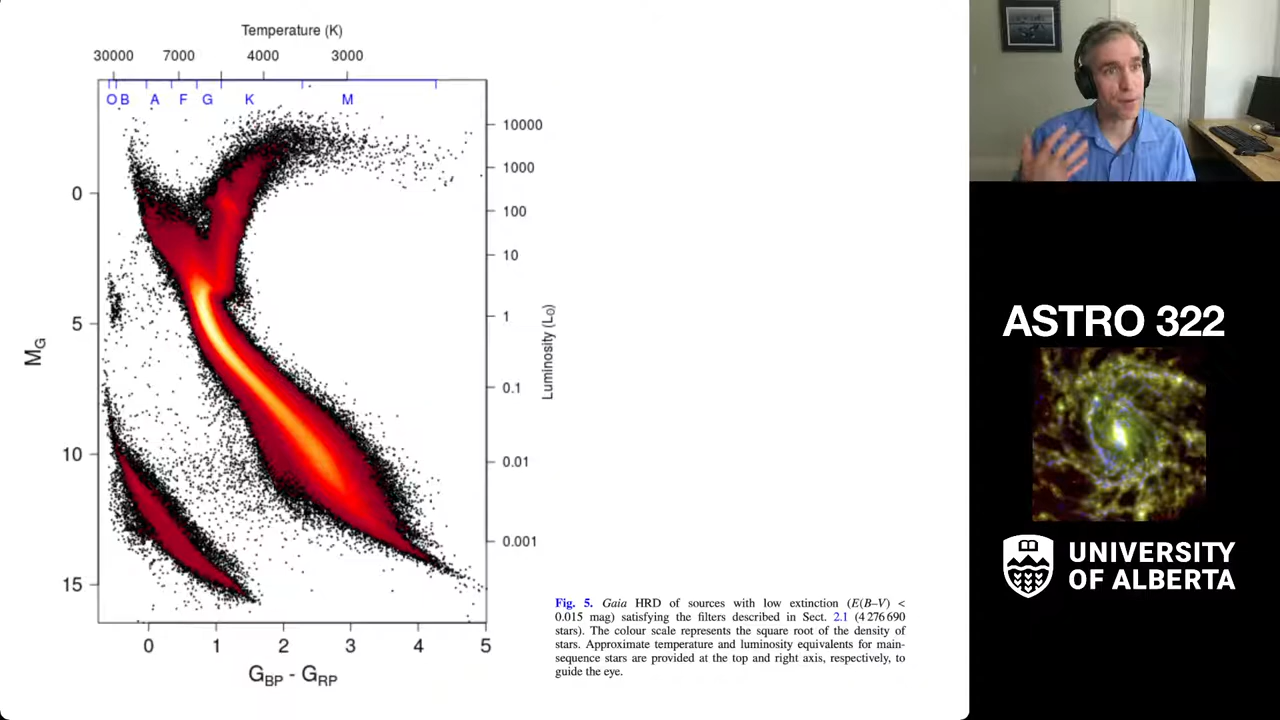 Temperature (K)
30000 7000 4000 3000
O B A F G K M
10000
1000
0
100
10
5
1
M_G
Luminosity (L₀)
0.1
10
0.01
0.001
15
0 1 2 3 4 5
G_BP - G_RP
Fig. 5. Gaia HRD of sources with low extinction (E(B–V) <
0.015 mag) satisfying the filters described in Sect. 2.1 (4 276 690
stars). The colour scale represents the square root of the density of
stars. Approximate temperature and luminosity equivalents for main-
sequence stars are provided at the top and right axis, respectively, to
guide the eye.
ASTRO 322
UNIVERSITY
OF ALBERTA